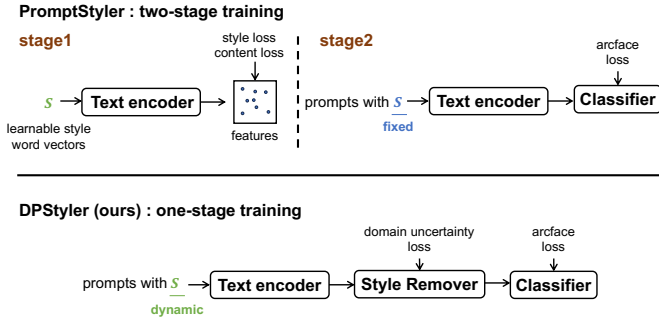 PromptStyler : two-stage training
stage1
style loss
content loss
S
Text encoder
learnable style
word vectors
features
stage2
arcface
loss
prompts with S
fixed
Text encoder
Classifier
DPStyler (ours) : one-stage training
domain uncertainty
loss
arcface
loss
prompts with S
dynamic
Text encoder
Style Remover
Classifier